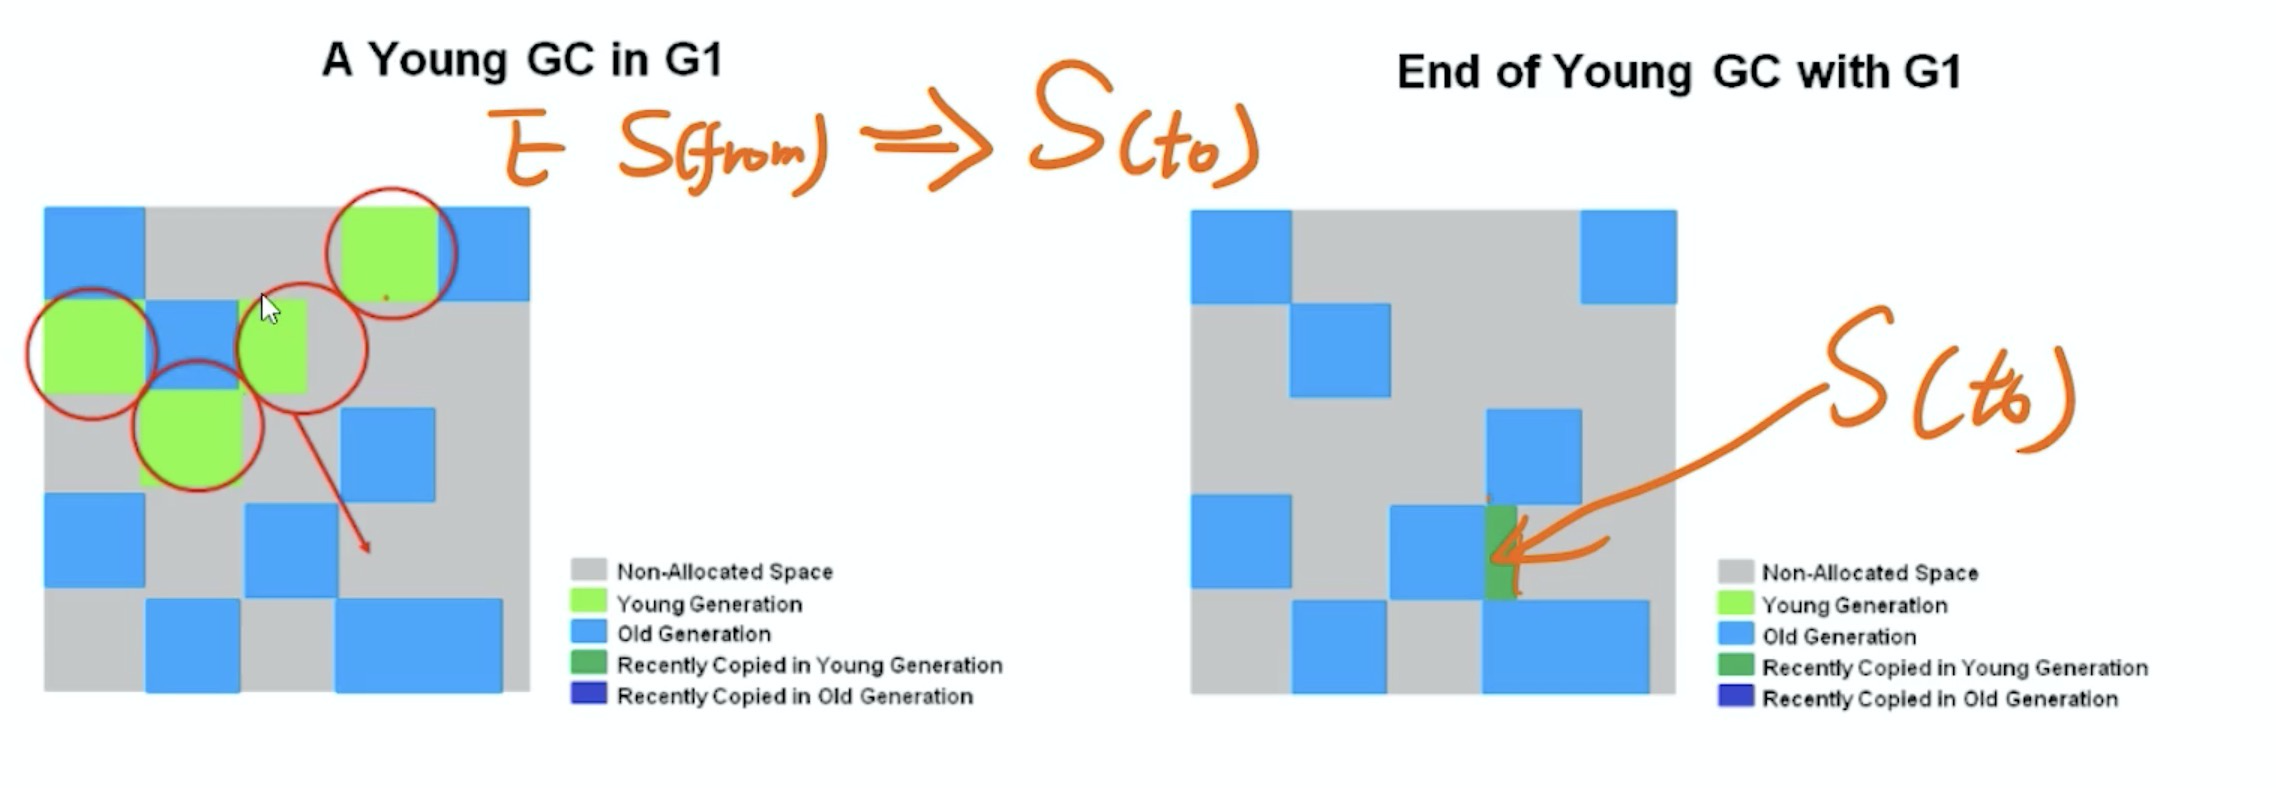 A Young GC in G1
E S(from) ⇒ S(to)
Non-Allocated Space
Young Generation
Old Generation
Recently Copied in Young Generation
Recently Copied in Old Generation
End of Young GC with G1
S(to)
Non-Allocated Space
Young Generation
Old Generation
Recently Copied in Young Generation
Recently Copied in Old Generation